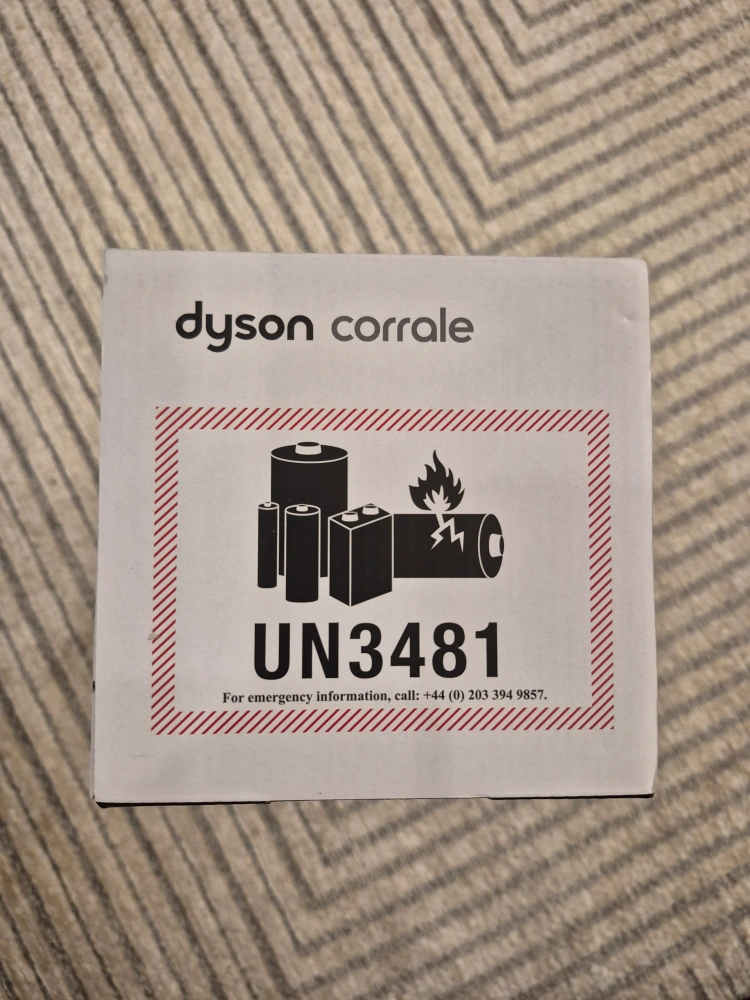 dyson corrale
UN3481
For emergency information, call: +44 (0) 203 394 9857.